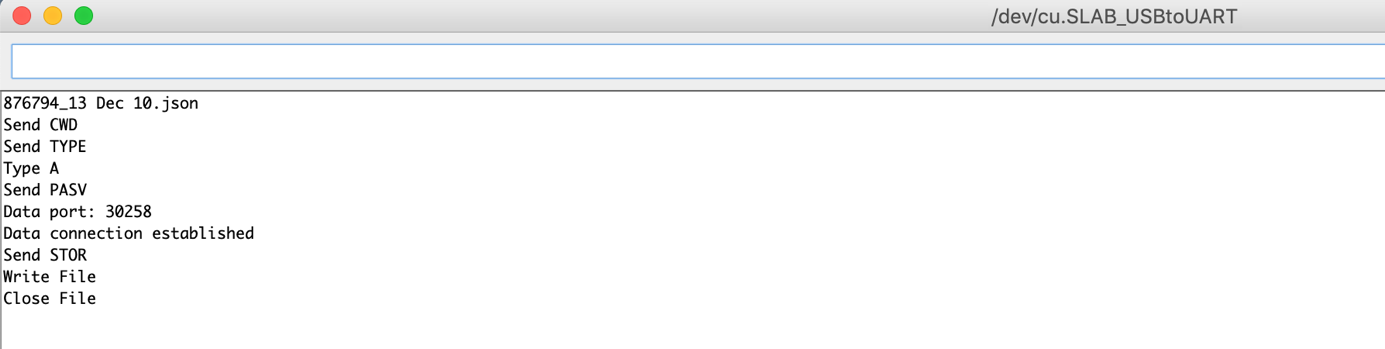 /dev/cu.SLAB_USBtoUART
876794_13 Dec 10.json
Send CWD
Send TYPE
Type A
Send PASV
Data port: 30258
Data connection established
Send STOR
Write File
Close File